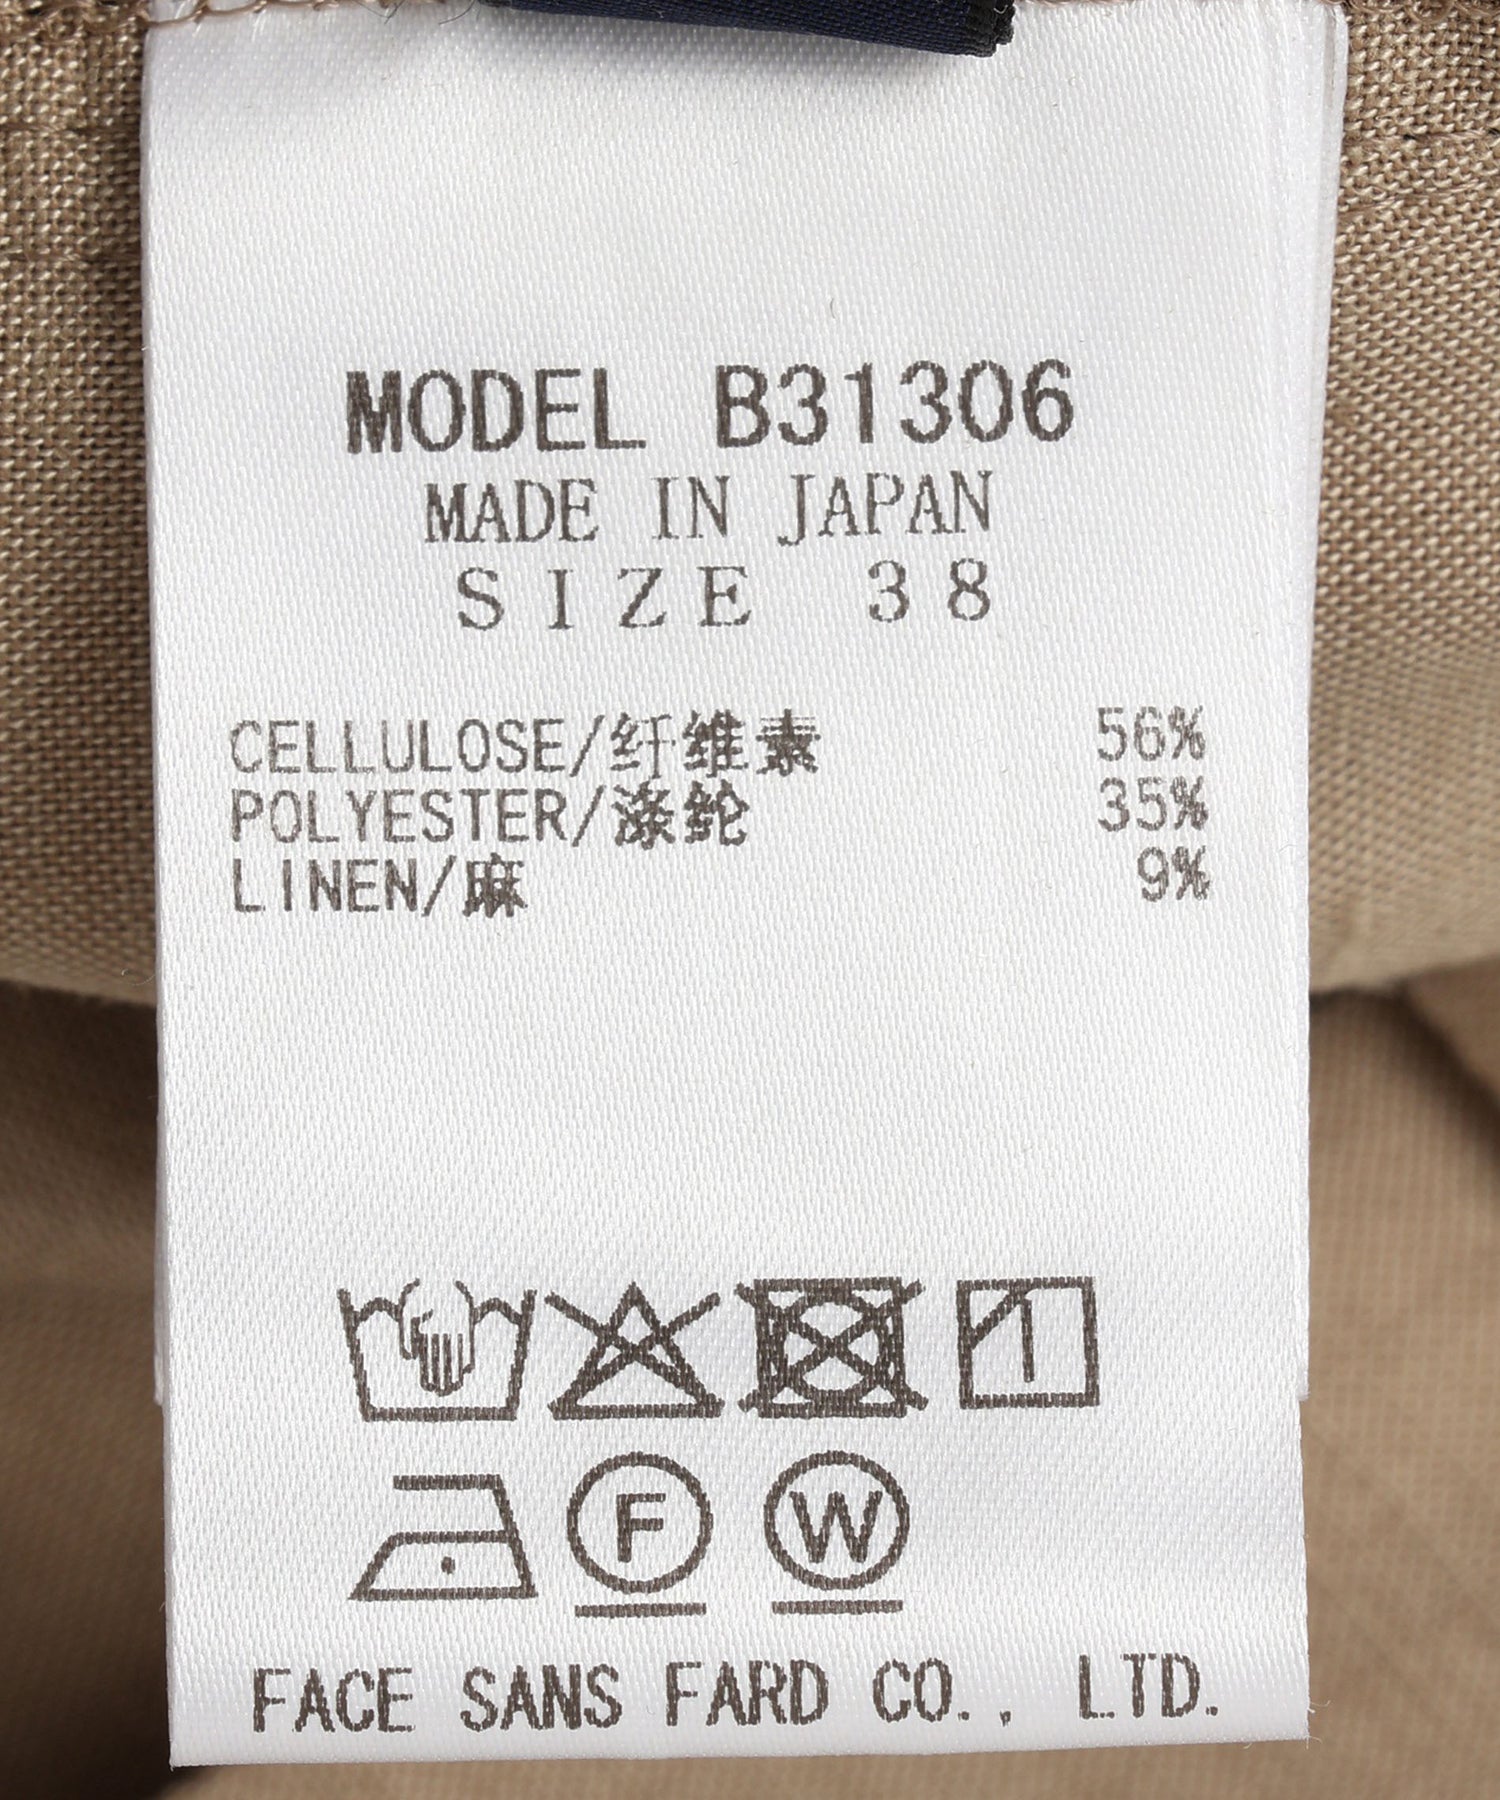 MODEL B31306
MADE IN JAPAN
SIZE 38
CELLULOSE/纤维素 56%
POLYESTER/涤纶 35%
LINEN/麻 9%
1
F W
FACE SANS FARD CO., LTD.